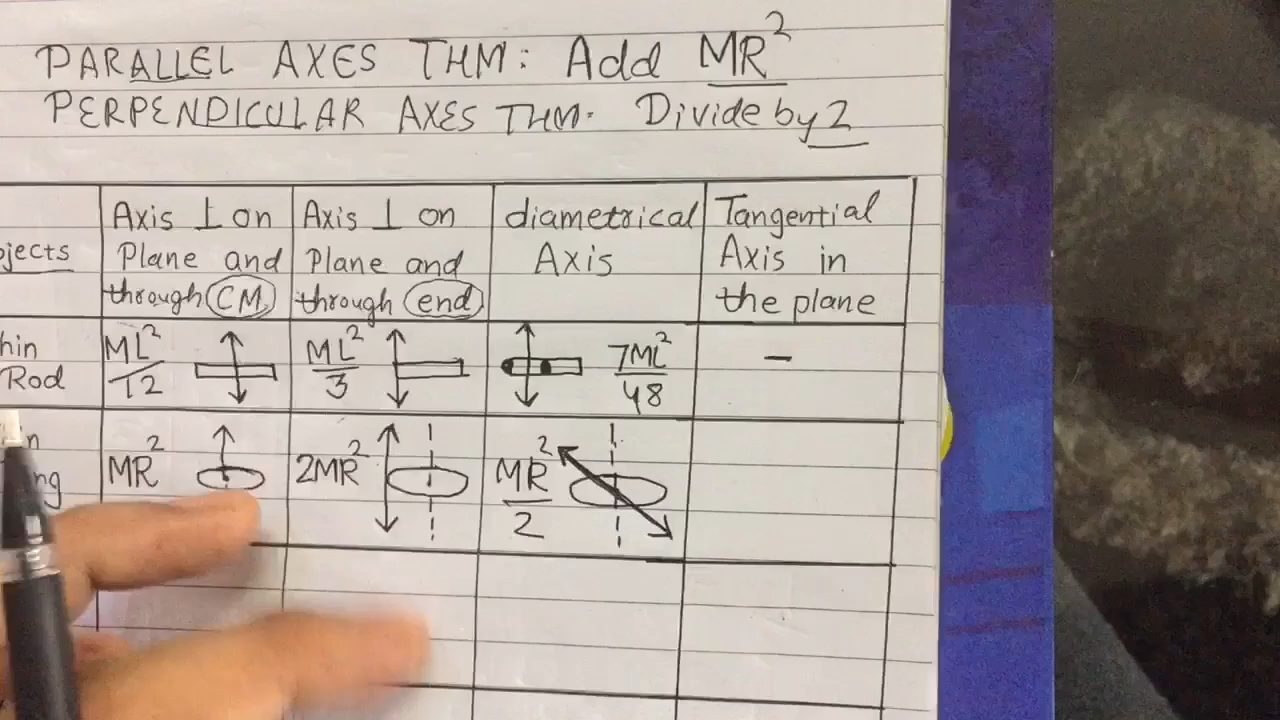 PARALLEL AXES THM: Add MR²
PERPENDICULAR AXES THM. Divide by 2
jects
Axis ⊥ on
Plane and
through CM
Axis ⊥ on
Plane and
through end
diametrical
Axis
Tangential
Axis in
the plane
hin
Rod
ML²/12
ML²/3
7ML²/48
–
n
ng
MR²
2MR²
MR²/2